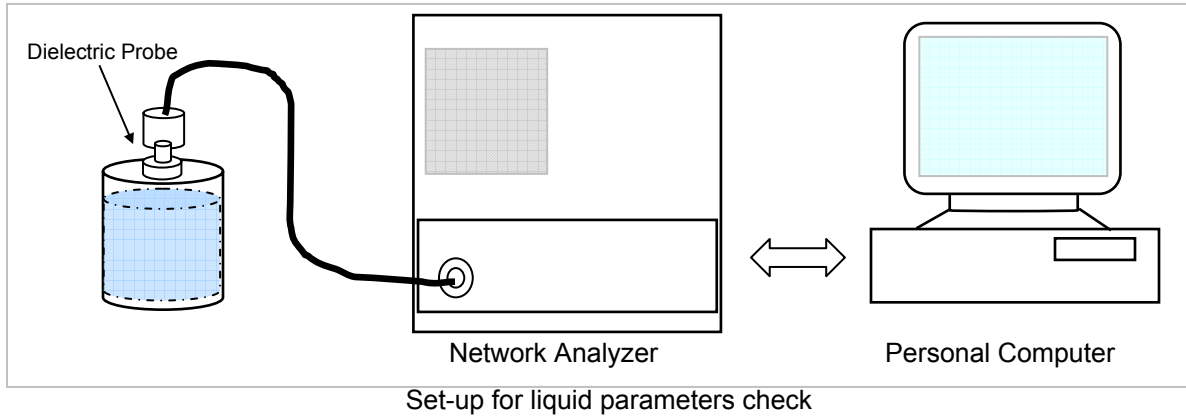 Dielectric Probe
Network Analyzer
Personal Computer
Set-up for liquid parameters check